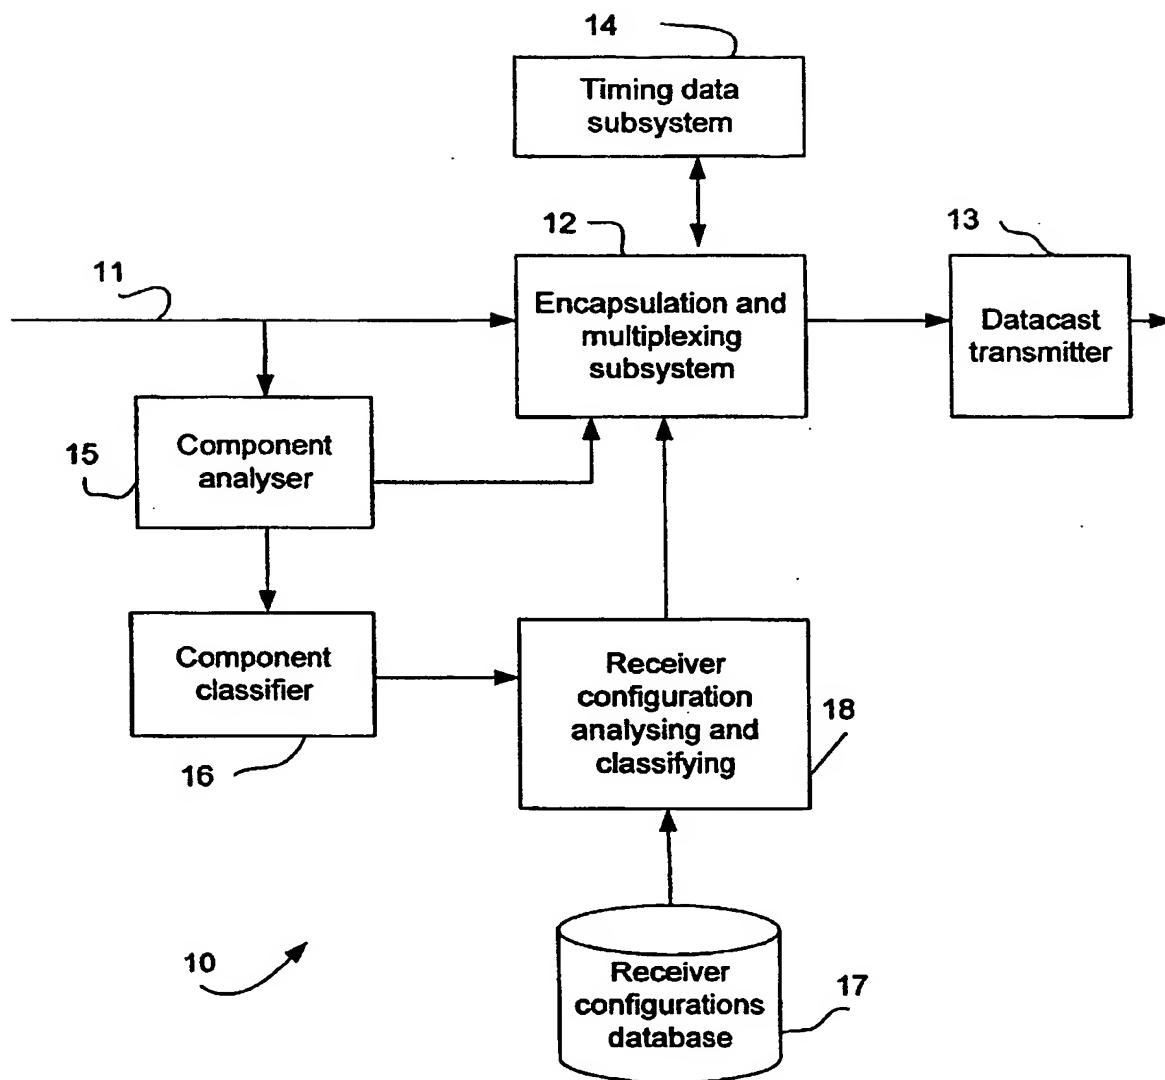 14
Timing data
subsystem
12
13
11
Encapsulation and
multiplexing
subsystem
Datacast
transmitter
15
Component
analyser
Component
classifier
16
Receiver
configuration
analysing and
classifying
18
10
Receiver
configurations
database
17